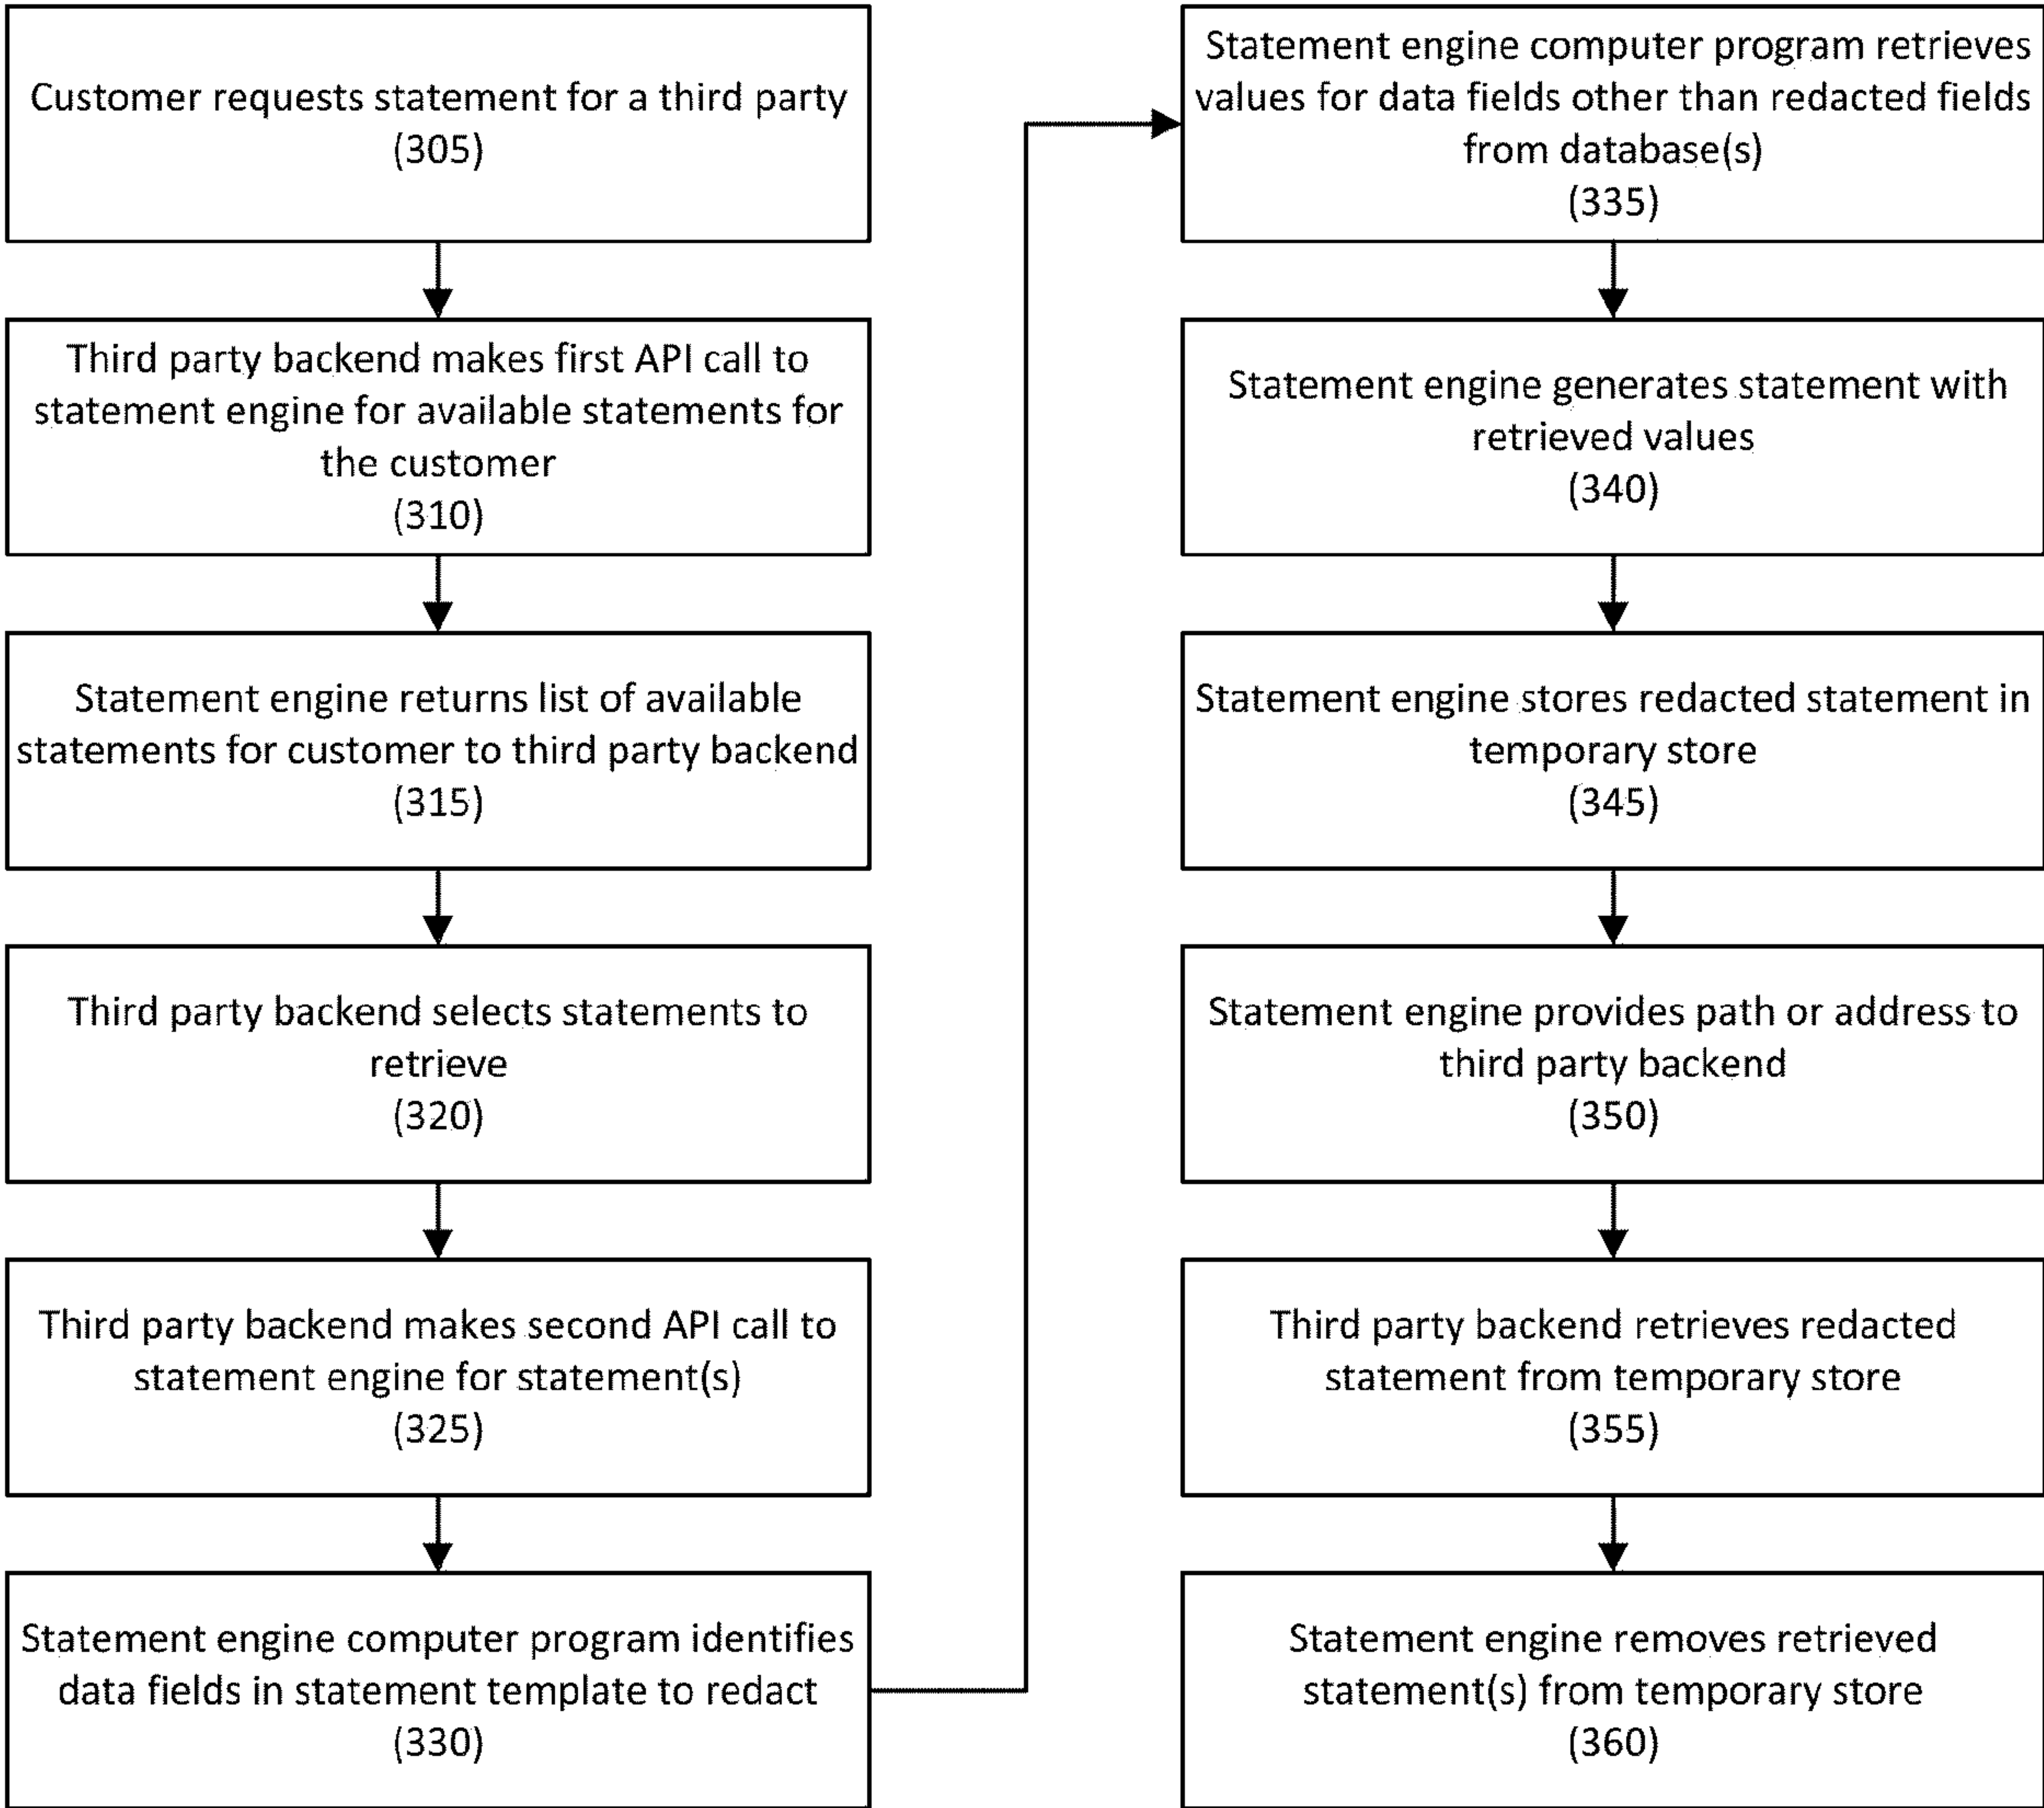 Customer requests statement for a third party
(305)
Third party backend makes first API call to
statement engine for available statements for
the customer
(310)
Statement engine returns list of available
statements for customer to third party backend
(315)
Third party backend selects statements to
retrieve
(320)
Third party backend makes second API call to
statement engine for statement(s)
(325)
Statement engine computer program identifies
data fields in statement template to redact
(330)
Statement engine computer program retrieves
values for data fields other than redacted fields
from database(s)
(335)
Statement engine generates statement with
retrieved values
(340)
Statement engine stores redacted statement in
temporary store
(345)
Statement engine provides path or address to
third party backend
(350)
Third party backend retrieves redacted
statement from temporary store
(355)
Statement engine removes retrieved
statement(s) from temporary store
(360)